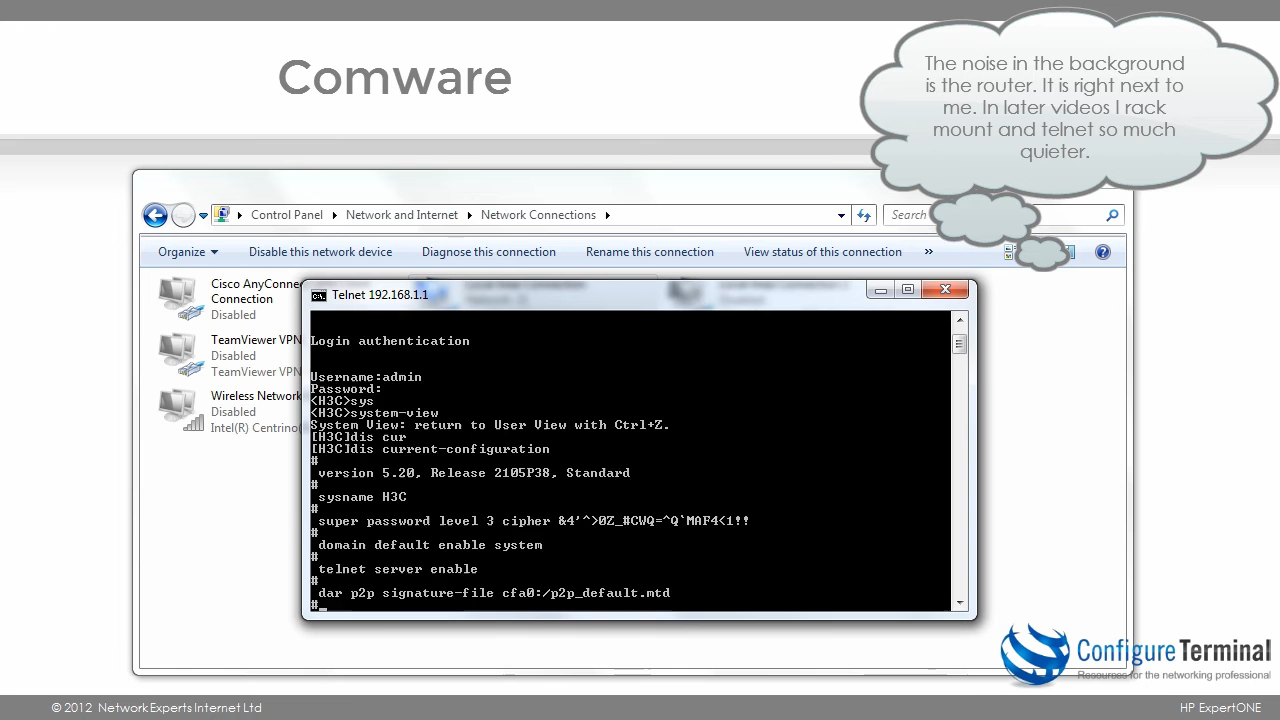 Comware
The noise in the background
is the router. It is right next to
me. In later videos I rack
mount and telnet so much
quieter.
Control Panel
Network and Internet
Network Connections
Search
Organize
Disable this network device
Diagnose this connection
Rename this connection
View status of this connection
»
Cisco AnyConne
Connection
Disabled
TeamViewer VPN
Disabled
TeamViewer VPN
Wireless Network
Disabled
Intel(R) Centrino(
Telnet 192.168.1.1
Login authentication
Username:admin
Password:
<H3C>sys
<H3C>system-view
System View: return to User View with Ctrl+Z.
[H3C]dis cur
[H3C]dis current-configuration
#
version 5.20, Release 2105P38, Standard
#
sysname H3C
#
super password level 3 cipher &4'^>0Z_#CWQ=^Q`MAF4<1!!
#
domain default enable system
#
telnet server enable
#
dar p2p signature-file cfa0:/p2p_default.mtd
#
Configure Terminal
Resources for the networking professional
© 2012 Network Experts Internet Ltd
HP ExpertONE